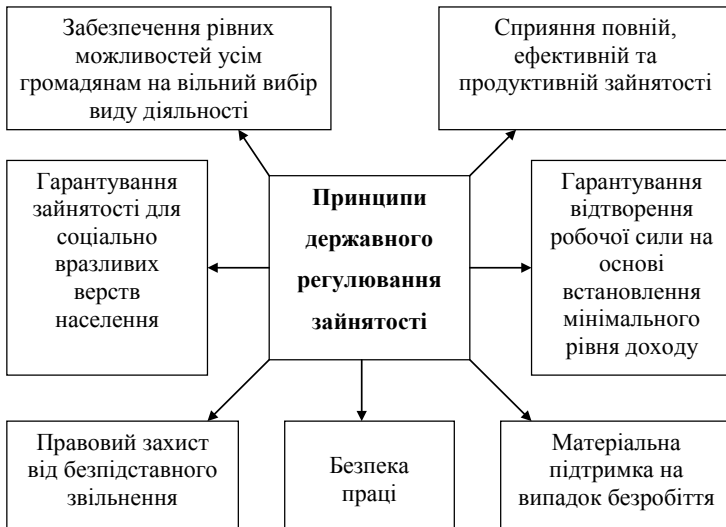 Забезпечення рівних
можливостей усім
громадянам на вільний вибір
виду діяльності
Сприяння повній,
ефективній та
продуктивній зайнятості
Гарантування
зайнятості для
соціально
вразливих
верств
населення
Принципи
державного
регулювання
зайнятості
Гарантування
відтворення
робочої сили на
основі
встановлення
мінімального
рівня доходу
Правовий захист
від безпідставного
звільнення
Безпека
праці
Матеріальна
підтримка на
випадок безробіття